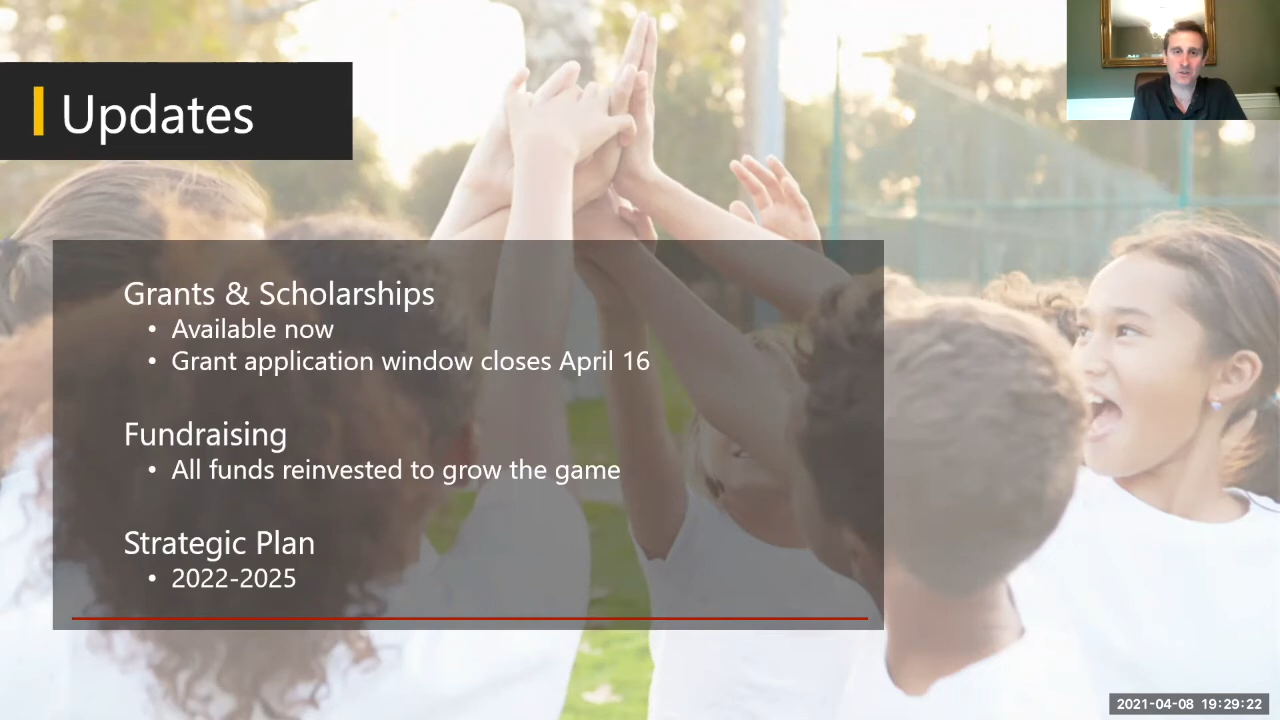 Updates
Grants & Scholarships
• Available now
• Grant application window closes April 16
Fundraising
• All funds reinvested to grow the game
Strategic Plan
• 2022-2025
2021-04-08 19:29:22